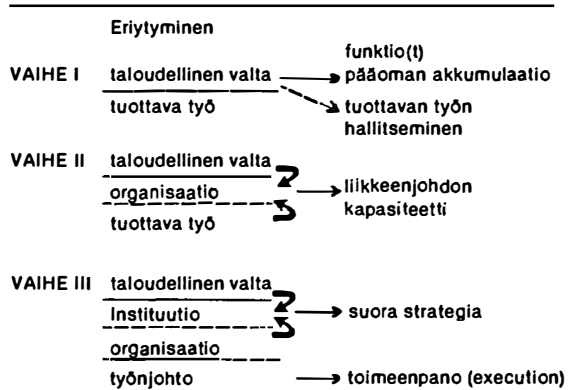 Eriytyminen
funktio(t)
VAIHE I taloudellinen valta pääoman akkumulaatio
tuottava työ tuottavan työn
hallitseminen
VAIHE II taloudellinen valta
organisaatio liikkeenjohdon
kapasiteetti
tuottava työ
VAIHE III taloudellinen valta
Instituutio suora strategia
organisaatio
työnjohto toimeenpano (execution)